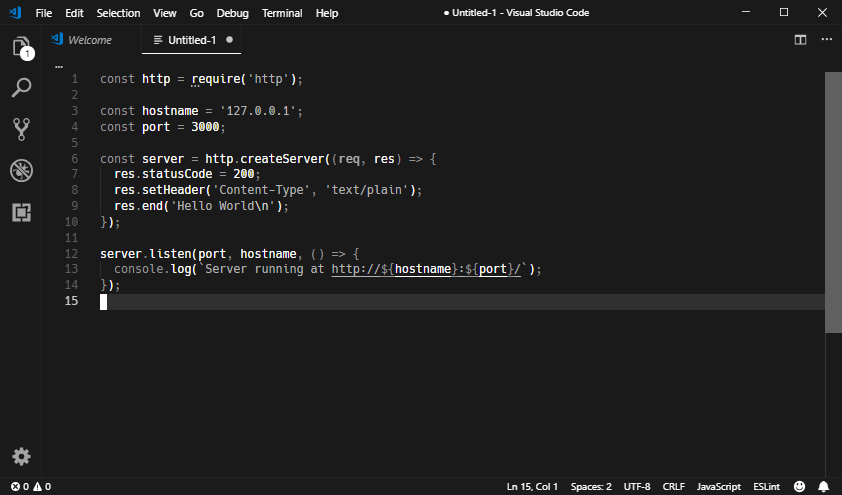 File Edit Selection View Go Debug Terminal Help ● Untitled-1 - Visual Studio Code
1 Welcome Untitled-1 ●
…
1 const http = require('http');
2
3 const hostname = '127.0.0.1';
4 const port = 3000;
5
6 const server = http.createServer((req, res) => {
7   res.statusCode = 200;
8   res.setHeader('Content-Type', 'text/plain');
9   res.end('Hello World\n');
10 });
11
12 server.listen(port, hostname, () => {
13   console.log(`Server running at http://${hostname}:${port}/`);
14 });
15
0 0 Ln 15, Col 1 Spaces: 2 UTF-8 CRLF JavaScript ESLint